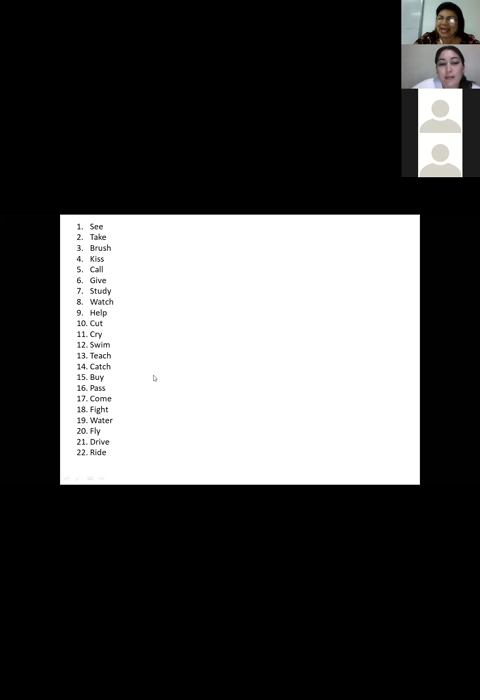 1. See
2. Take
3. Brush
4. Kiss
5. Call
6. Give
7. Study
8. Watch
9. Help
10. Cut
11. Cry
12. Swim
13. Teach
14. Catch
15. Buy
16. Pass
17. Come
18. Fight
19. Water
20. Fly
21. Drive
22. Ride